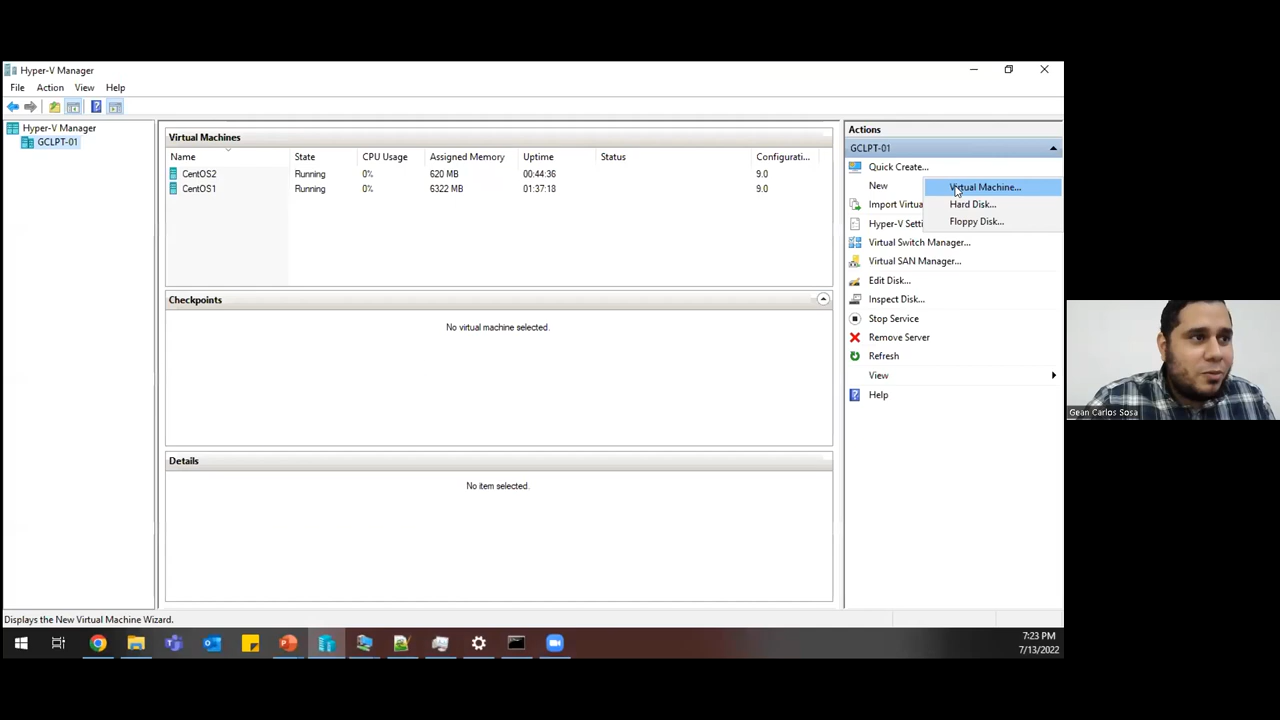 Hyper-V Manager
File Action View Help
Hyper-V Manager
GCLPT-01
Virtual Machines
Name State CPU Usage Assigned Memory Uptime Status Configurati...
CentOS2 Running 0% 620 MB 00:44:36 9.0
CentOS1 Running 0% 6322 MB 01:37:18 9.0
Checkpoints
No virtual machine selected.
Details
No item selected.
Actions
GCLPT-01
Quick Create...
New
Virtual Machine...
Hard Disk...
Floppy Disk...
Import Virtua
Hyper-V Setti
Virtual Switch Manager...
Virtual SAN Manager...
Edit Disk...
Inspect Disk...
Stop Service
Remove Server
Refresh
View
Help
Gean Carlos Sosa
Displays the New Virtual Machine Wizard.
7:23 PM
7/13/2022